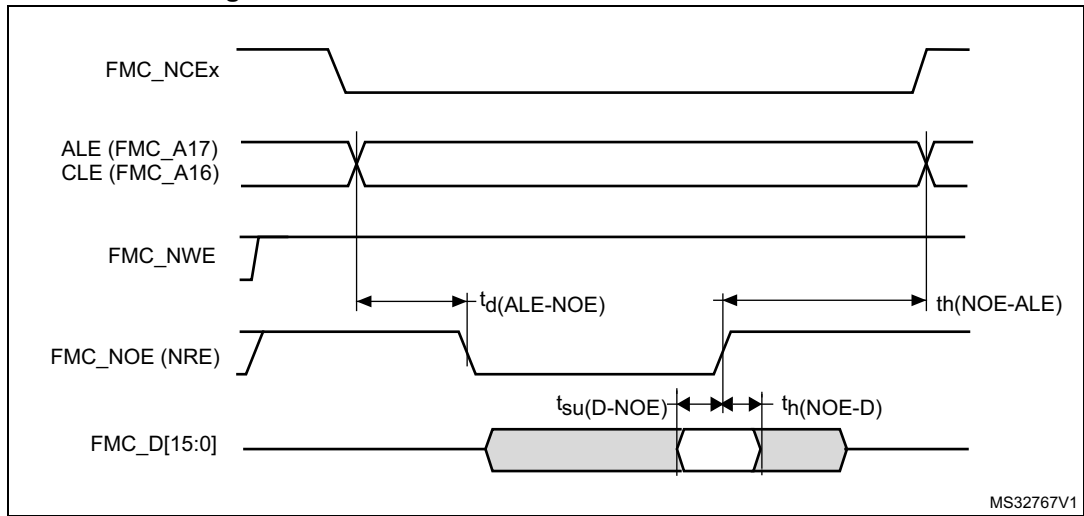 FMC_NCEx
ALE (FMC_A17)
CLE (FMC_A16)
FMC_NWE
td(ALE-NOE)
th(NOE-ALE)
FMC_NOE (NRE)
tsu(D-NOE)
th(NOE-D)
FMC_D[15:0]
MS32767V1